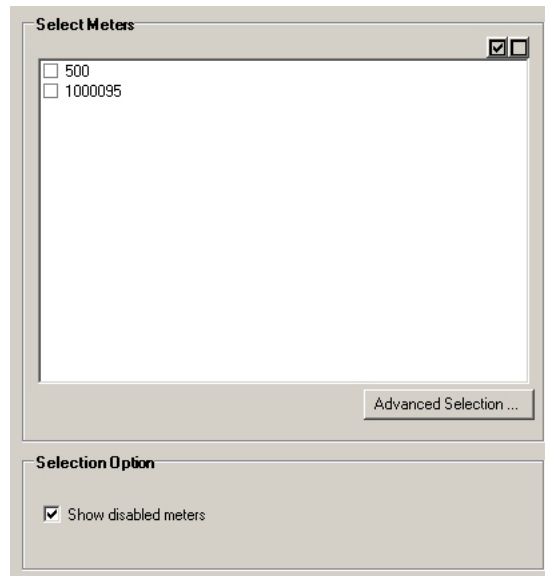 Select Meters
500
1000095
Advanced Selection ...
Selection Option
Show disabled meters